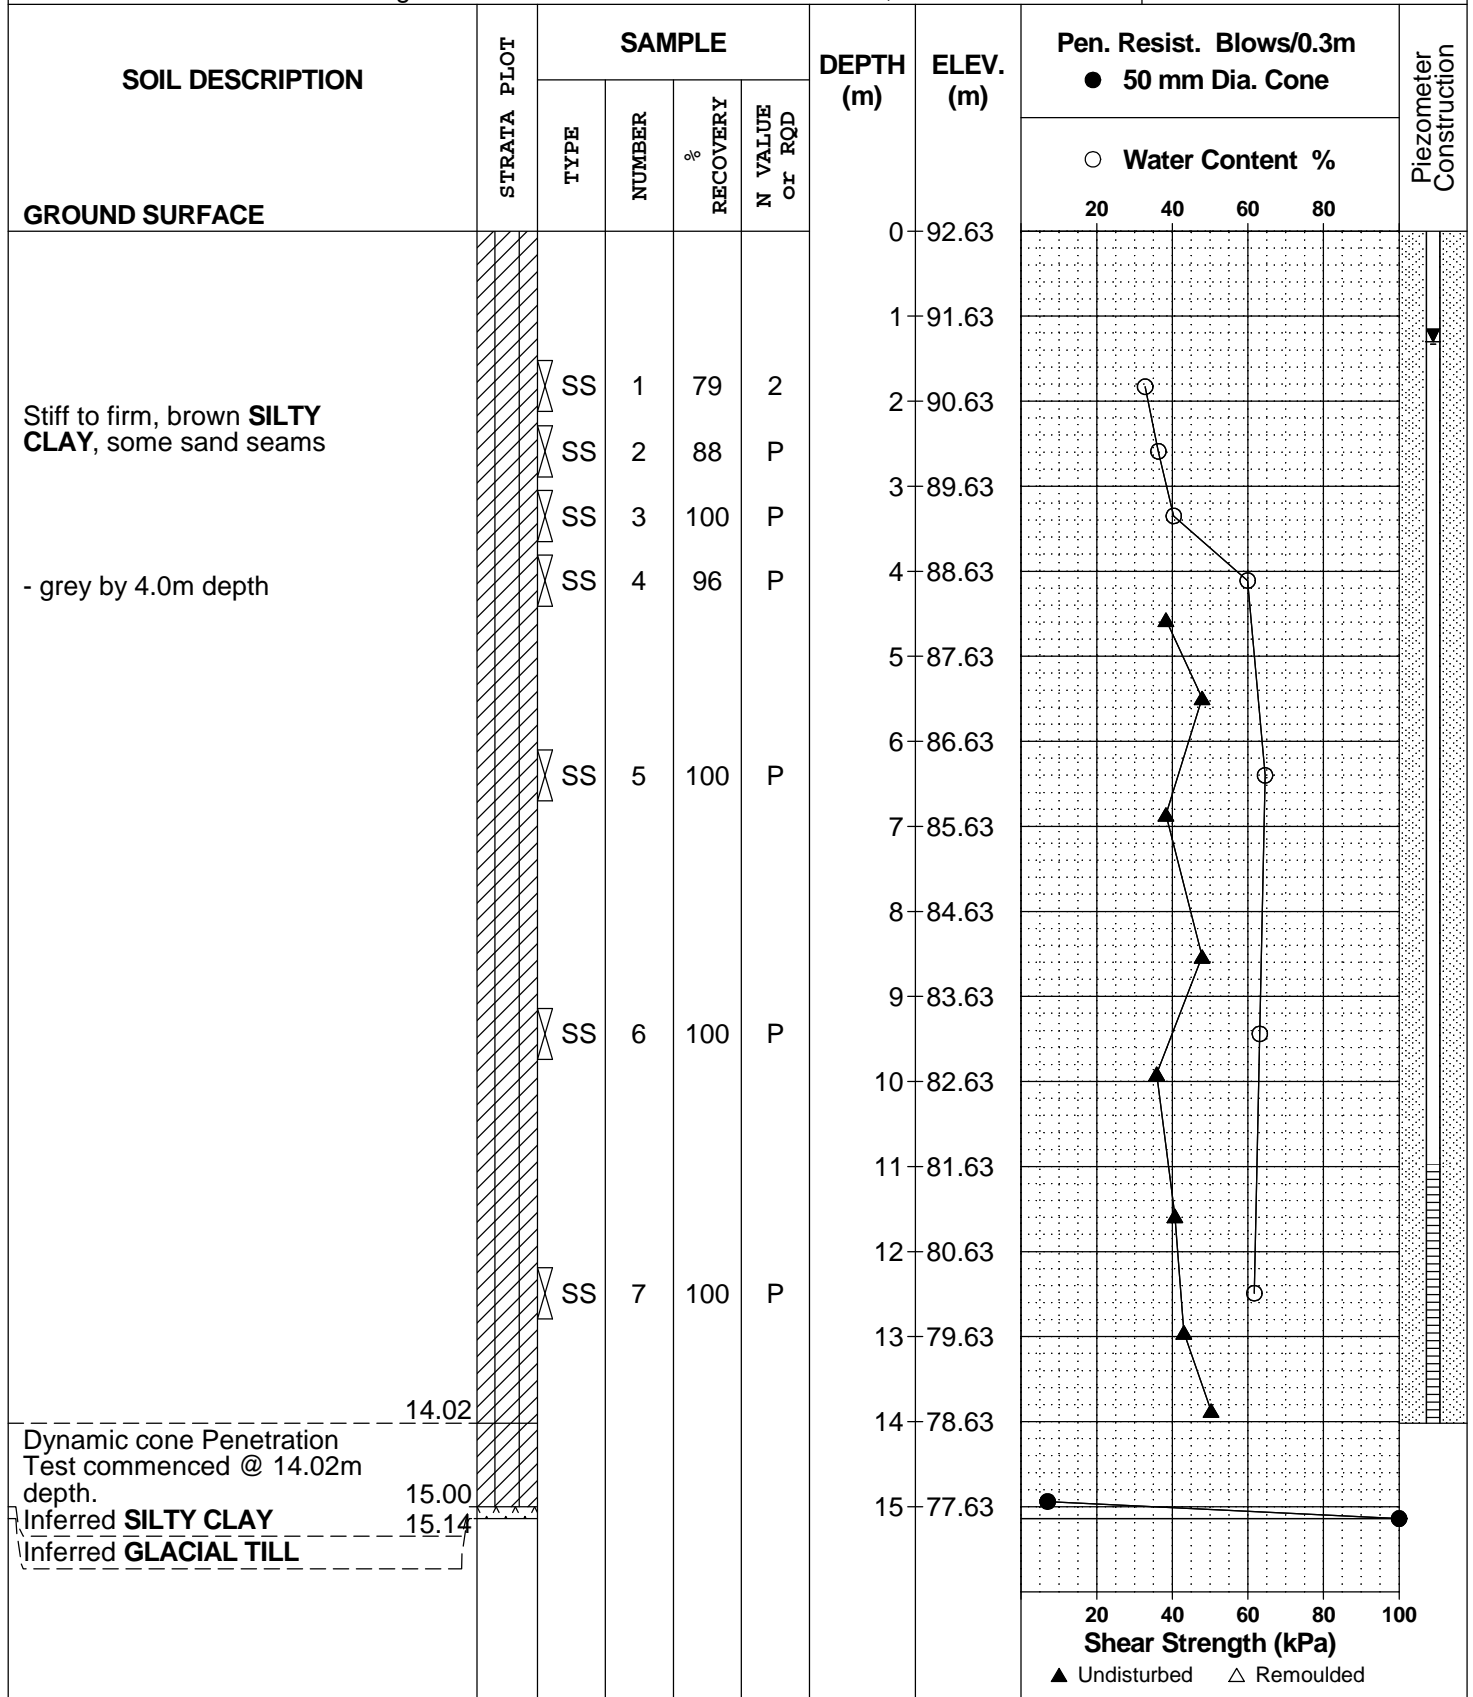 SOIL DESCRIPTION
GROUND SURFACE
STRATA PLOT
SAMPLE
TYPE
NUMBER
%
RECOVERY
N VALUE
or RQD
DEPTH
(m)
ELEV.
(m)
Pen. Resist. Blows/0.3m
● 50 mm Dia. Cone
○ Water Content %
20 40 60 80
Piezometer
Construction
0 92.63
1 91.63
SS 1 79 2
2 90.63
Stiff to firm, brown SILTY
CLAY, some sand seams
SS 2 88 P
3 89.63
SS 3 100 P
4 88.63
- grey by 4.0m depth
SS 4 96 P
5 87.63
6 86.63
SS 5 100 P
7 85.63
8 84.63
9 83.63
SS 6 100 P
10 82.63
11 81.63
12 80.63
SS 7 100 P
13 79.63
14.02
14 78.63
Dynamic cone Penetration
Test commenced @ 14.02m
depth.
15.00
15 77.63
Inferred SILTY CLAY
15.14
Inferred GLACIAL TILL
20 40 60 80 100
Shear Strength (kPa)
▲ Undisturbed △ Remoulded